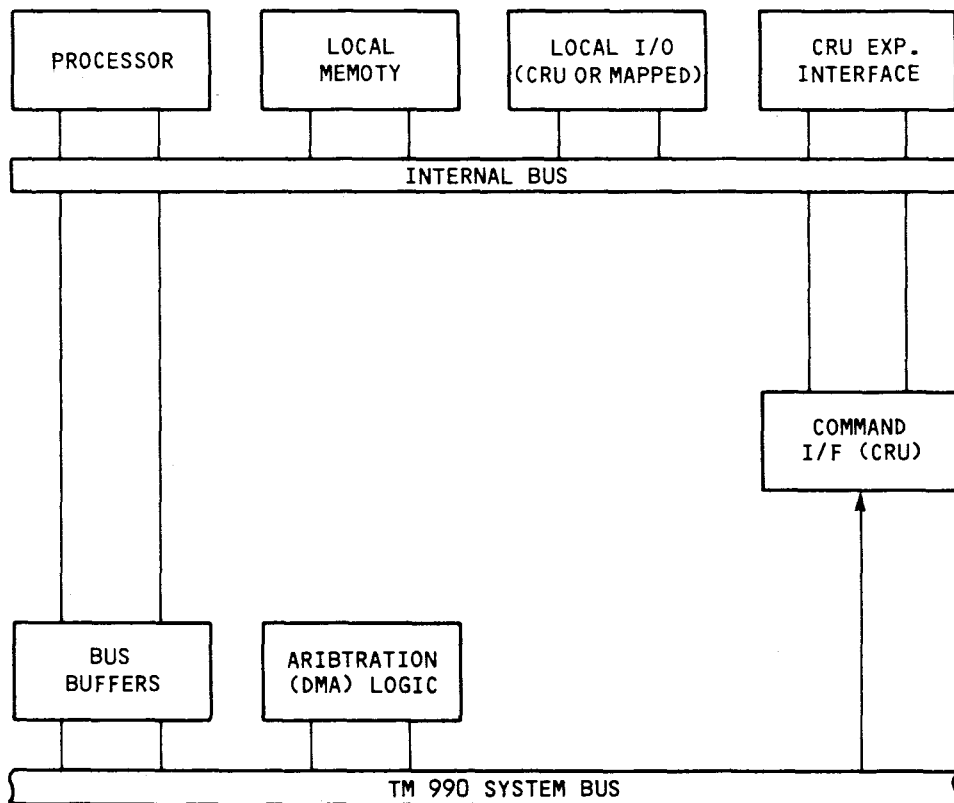 PROCESSOR
LOCAL
MEMOTY
LOCAL I/O
(CRU OR MAPPED)
CRU EXP.
INTERFACE
INTERNAL BUS
COMMAND
I/F (CRU)
BUS
BUFFERS
ARIBTRATION
(DMA) LOGIC
TM 990 SYSTEM BUS